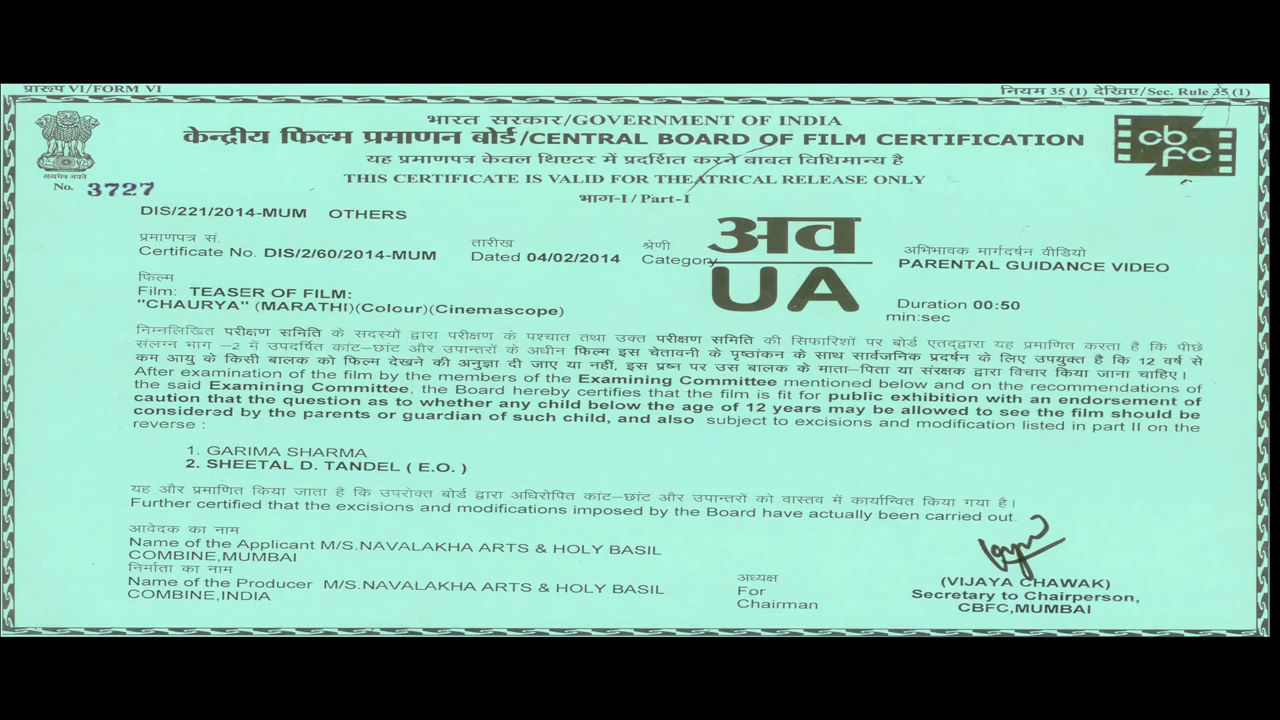 प्रारूप VI/FORM VI
नियम 35 (1) देखिए/Sec. Rule 35 (1)
भारत सरकार/GOVERNMENT OF INDIA
केन्द्रीय फिल्म प्रमाणन बोर्ड/CENTRAL BOARD OF FILM CERTIFICATION
cb
fc
यह प्रमाणपत्र केवल थिएटर में प्रदर्शित करने बाबत विधिमान्य है
सत्यमेव जयते
THIS CERTIFICATE IS VALID FOR THEATRICAL RELEASE ONLY
No. 3727
भाग-I / Part-I
DIS/221/2014-MUM OTHERS
प्रमाणपत्र सं.
Certificate No. DIS/2/60/2014-MUM
तारीख
Dated 04/02/2014
श्रेणी
Category
अव
UA
अभिभावक मार्गदर्षन वीडियो
PARENTAL GUIDANCE VIDEO
फिल्म
Film: TEASER OF FILM:
"CHAURYA" (MARATHI)(Colour)(Cinemascope)
Duration 00:50
min:sec
निम्नलिखित परीक्षण समिति के सदस्यों द्वारा परीक्षण के पश्चात तथा उक्त परीक्षण समिति की सिफारिशों पर बोर्ड एतद्द्वारा यह प्रमाणित करता है कि पीछे
संलग्न भाग -2 में उपदर्षित कांट-छांट और उपान्तरों के अधीन फिल्म इस चेतावनी के पृष्ठांकन के साथ सार्वजनिक प्रदर्षन के लिए उपयुक्त है कि 12 वर्ष से
कम आयु के किसी बालक को फिल्म देखने की अनुज्ञा दी जाए या नहीं, इस प्रश्न पर उस बालक के माता-पिता या संरक्षक द्वारा विचार किया जाना चाहिए।
After examination of the film by the members of the Examining Committee mentioned below and on the recommendations of
the said Examining Committee, the Board hereby certifies that the film is fit for public exhibition with an endorsement of
caution that the question as to whether any child below the age of 12 years may be allowed to see the film should be
considered by the parents or guardian of such child, and also subject to excisions and modification listed in part II on the
reverse :
1. GARIMA SHARMA
2. SHEETAL D. TANDEL ( E.O. )
यह और प्रमाणित किया जाता है कि उपरोक्त बोर्ड द्वारा अधिरोपित कांट-छांट और उपान्तरों को वास्तव में कार्यान्वित किया गया है।
Further certified that the excisions and modifications imposed by the Board have actually been carried out.
आवेदक का नाम
Name of the Applicant M/S.NAVALAKHA ARTS & HOLY BASIL
COMBINE,MUMBAI
निर्माता का नाम
Name of the Producer M/S.NAVALAKHA ARTS & HOLY BASIL
COMBINE,INDIA
अध्यक्ष
For
Chairman
(VIJAYA CHAWAK)
Secretary to Chairperson,
CBFC,MUMBAI